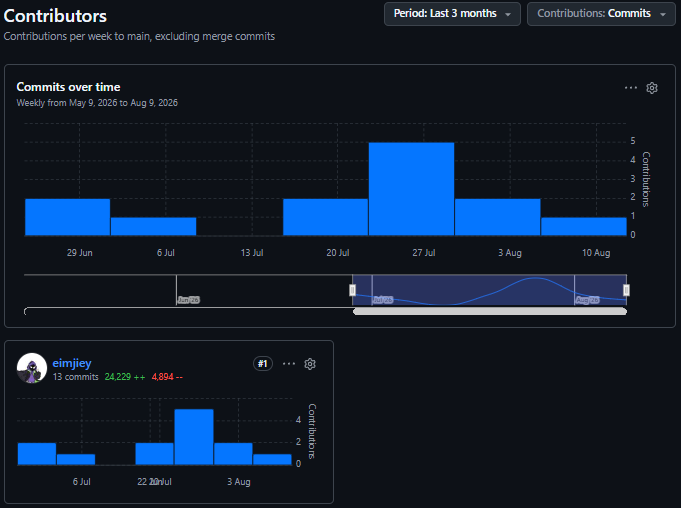 Contributors
Period: Last 3 months
Contributions: Commits
Contributions per week to main, excluding merge commits
Commits over time
Weekly from May 9, 2026 to Aug 9, 2026
5
4
3
2
1
0
Contributions
29 Jun
6 Jul
13 Jul
20 Jul
27 Jul
3 Aug
10 Aug
Jun '26
Jul '26
Aug '26
eimjiey
#1
13 commits 24,229 ++ 4,894 --
4
2
0
Contributions
6 Jul
22
Jul
3 Aug